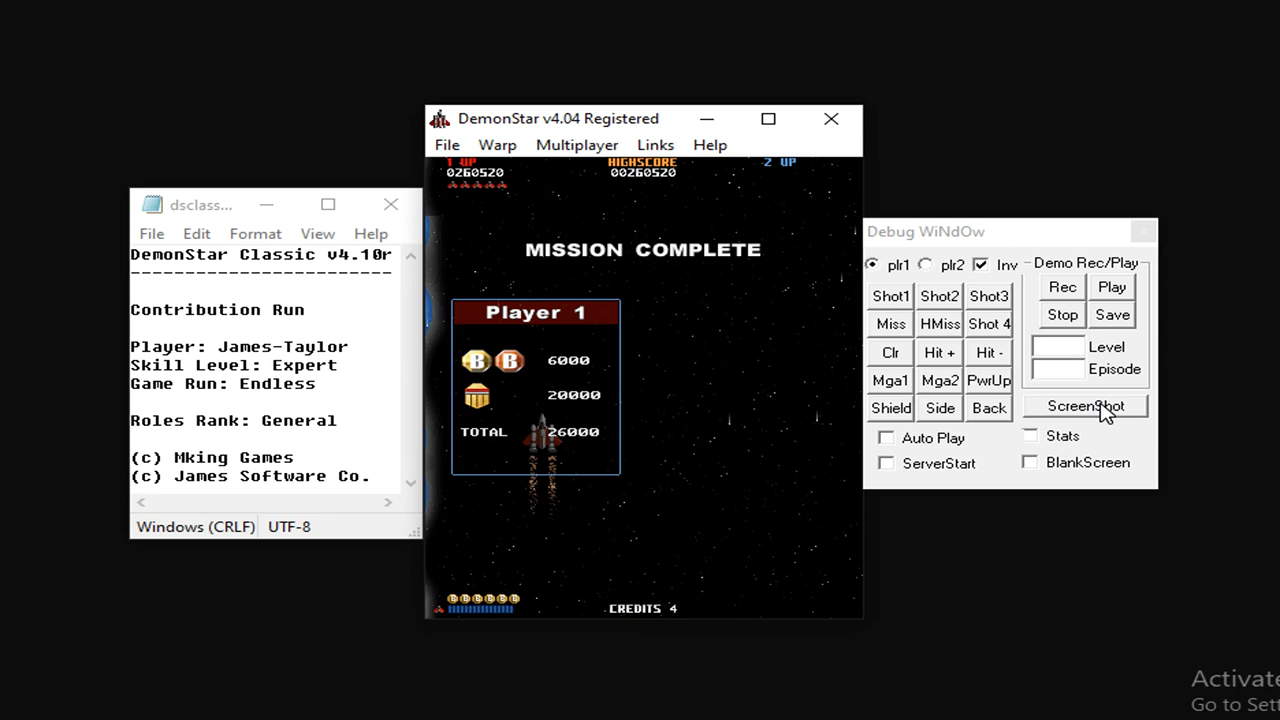 dsclass...
File Edit Format View Help
DemonStar Classic v4.10r
------------------------
Contribution Run
Player: James-Taylor
Skill Level: Expert
Game Run: Endless
Roles Rank: General
(c) Mking Games
(c) James Software Co.
Windows (CRLF) UTF-8
DemonStar v4.04 Registered
File Warp Multiplayer Links Help
1 UP HIGHSCORE 2 UP
0260520 00260520
MISSION COMPLETE
Player 1
B B 6000
20000
TOTAL 26000
CREDITS 4
Debug WiNdOw
plr1 plr2 Inv
Shot1 Shot2 Shot3
Miss HMiss Shot 4
Clr Hit + Hit -
Mga1 Mga2 PwrUp
Shield Side Back
Auto Play
ServerStart
Demo Rec/Play
Rec Play
Stop Save
Level
Episode
ScreenShot
Stats
BlankScreen
Activate
Go to Set